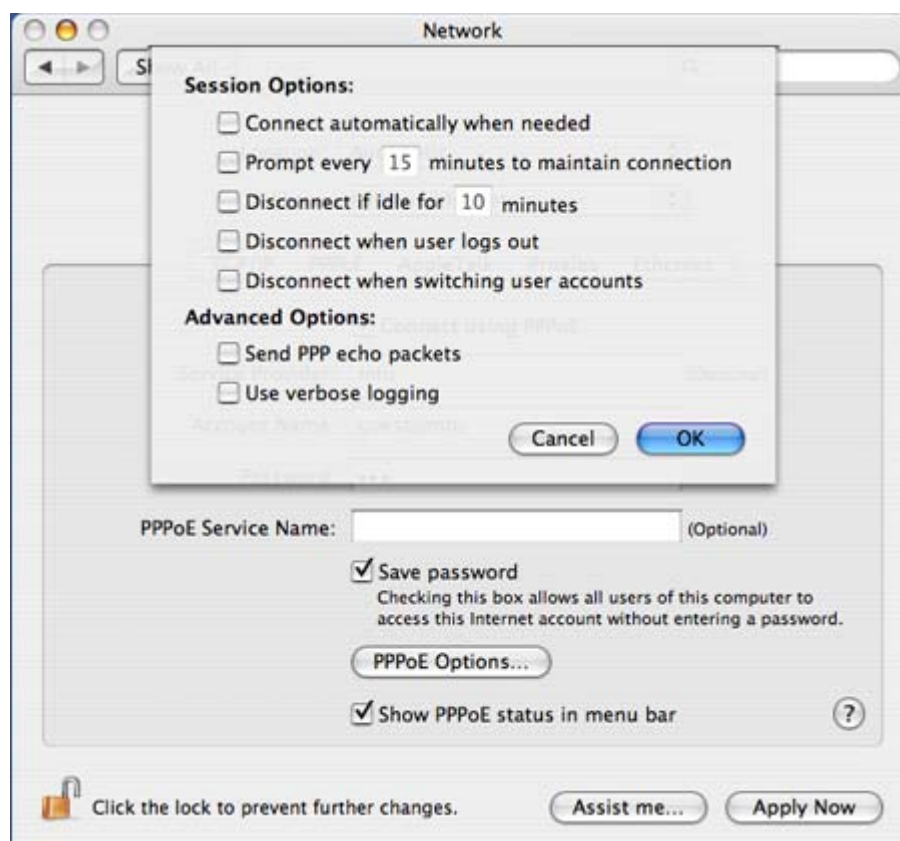 Network
Sh
Session Options:
Connect automatically when needed
Prompt every 15 minutes to maintain connection
Disconnect if idle for 10 minutes
Disconnect when user logs out
Disconnect when switching user accounts
Advanced Options:
Send PPP echo packets
Use verbose logging
Cancel OK
PPPoE Service Name: (Optional)
Save password
Checking this box allows all users of this computer to
access this Internet account without entering a password.
PPPoE Options...
Show PPPoE status in menu bar
?
Click the lock to prevent further changes. Assist me... Apply Now